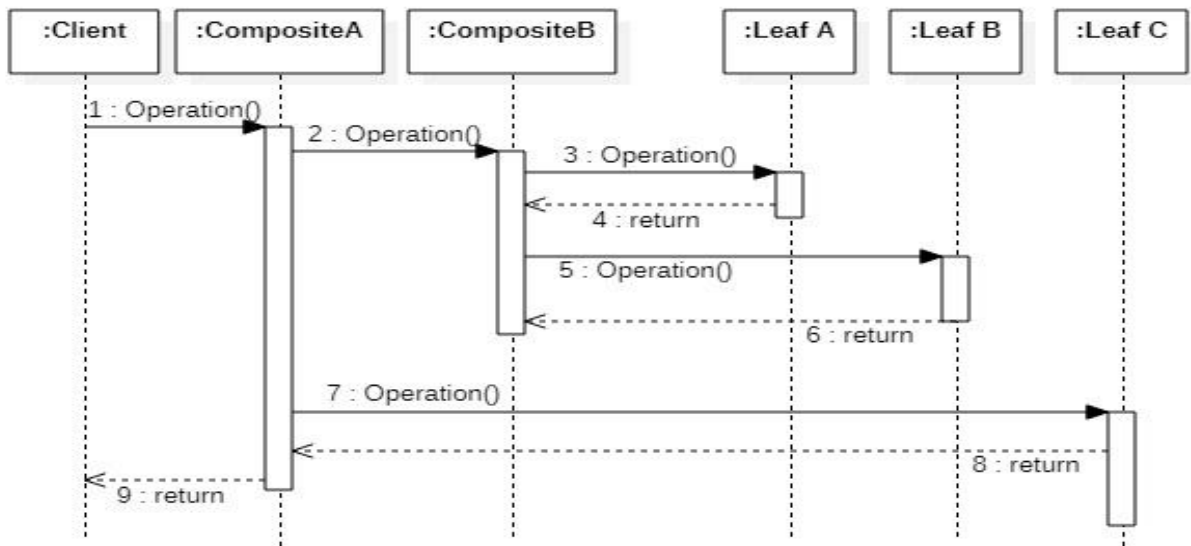 :Client
:CompositeA
:CompositeB
:Leaf A
:Leaf B
:Leaf C
1 : Operation()
2 : Operation()
3 : Operation()
4 : return
5 : Operation()
6 : return
7 : Operation()
8 : return
9 : return